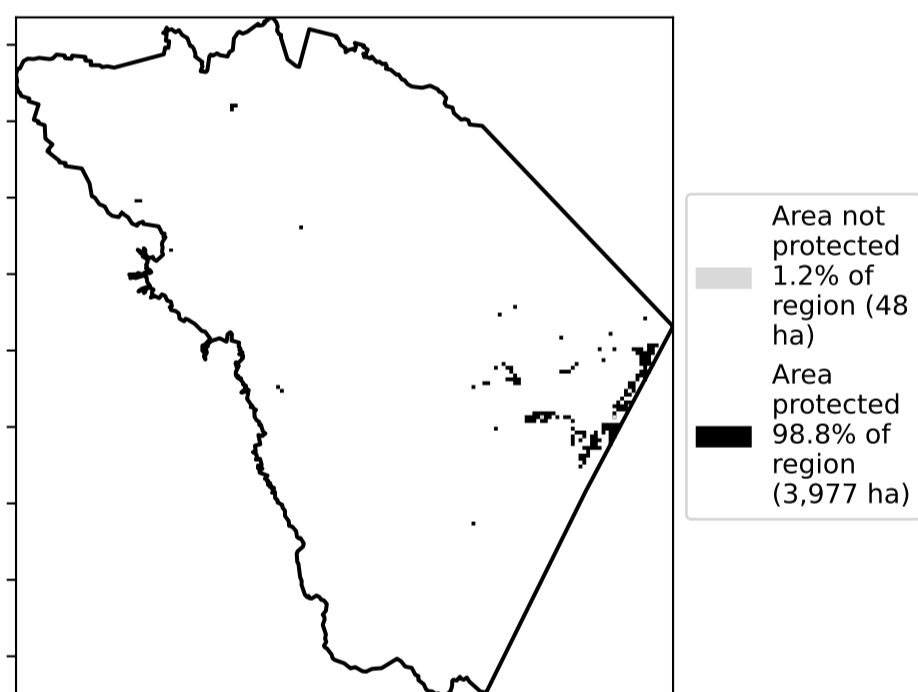 Area not
protected
1.2% of
region (48
ha)
Area
protected
98.8% of
region
(3,977 ha)